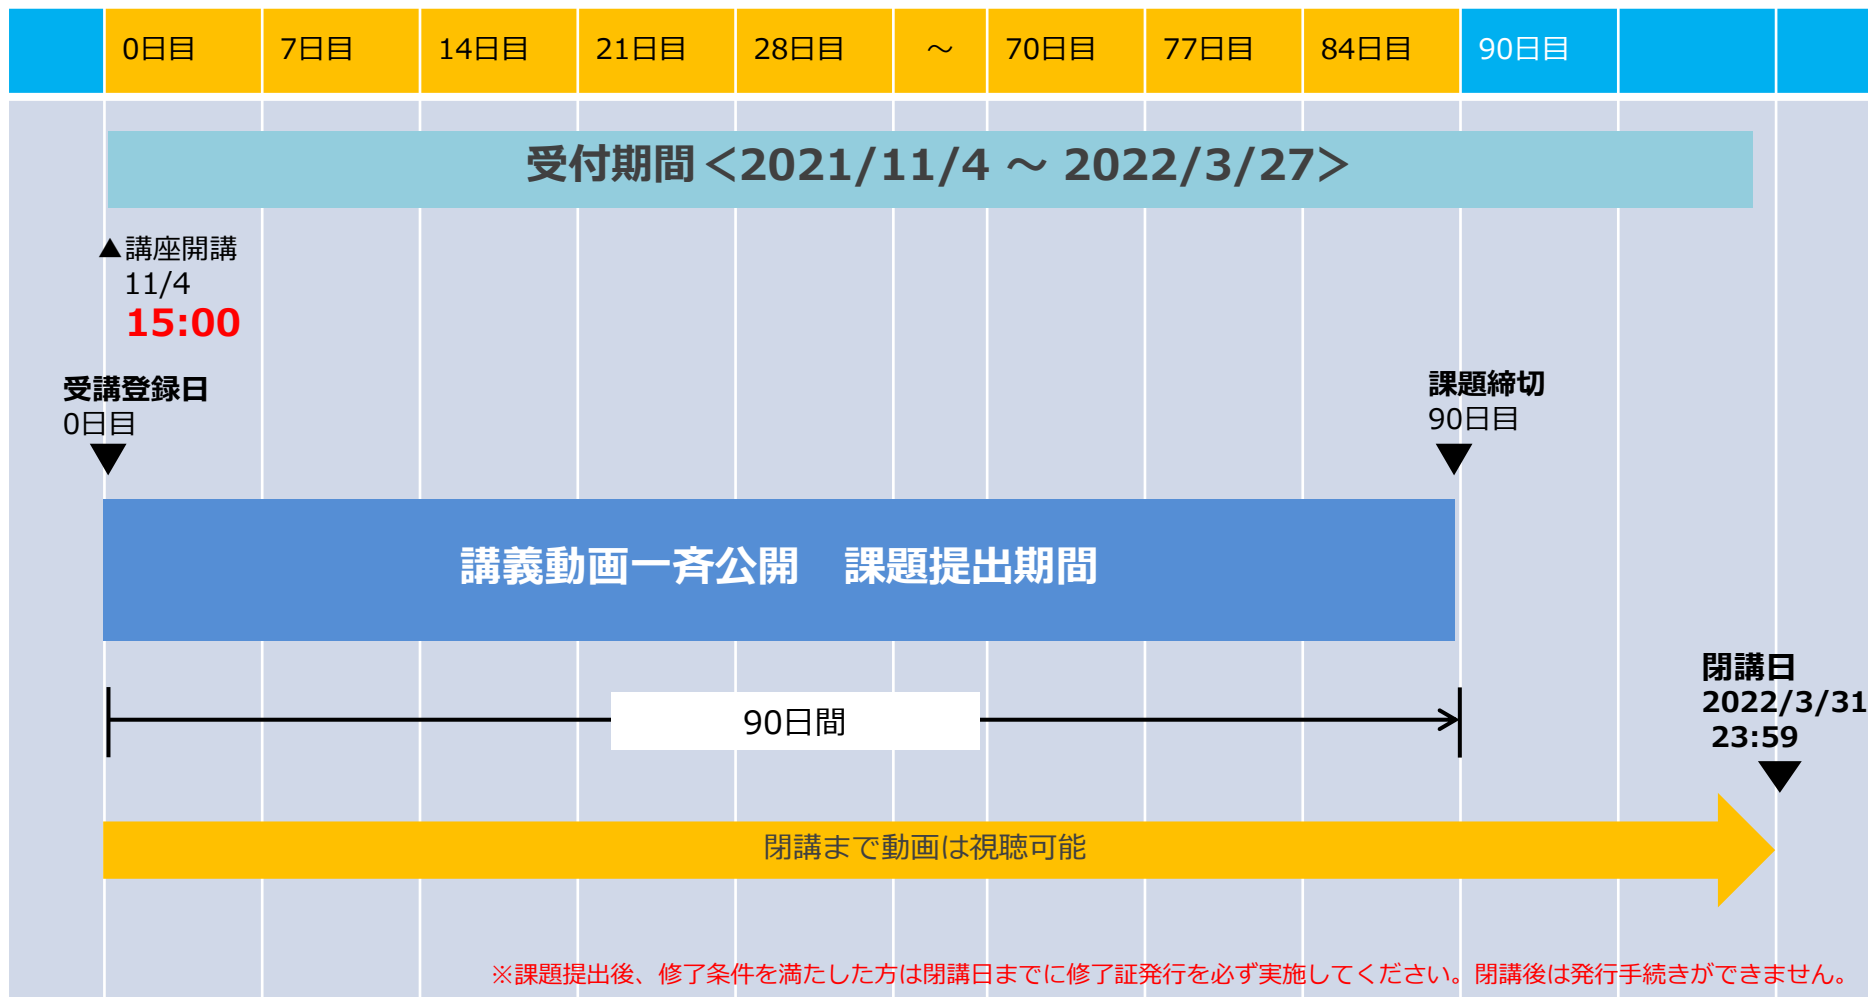 0日目 7日目 14日目 21日目 28日目 ～ 70日目 77日目 84日目 90日目
受付期間＜2021/11/4 ～ 2022/3/27＞
▲講座開講
11/4
15:00
受講登録日
0日目
課題締切
90日目
講義動画一斉公開　課題提出期間
90日間
閉講日
2022/3/31
23:59
閉講まで動画は視聴可能
※課題提出後、修了条件を満たした方は閉講日までに修了証発行を必ず実施してください。閉講後は発行手続きができません。